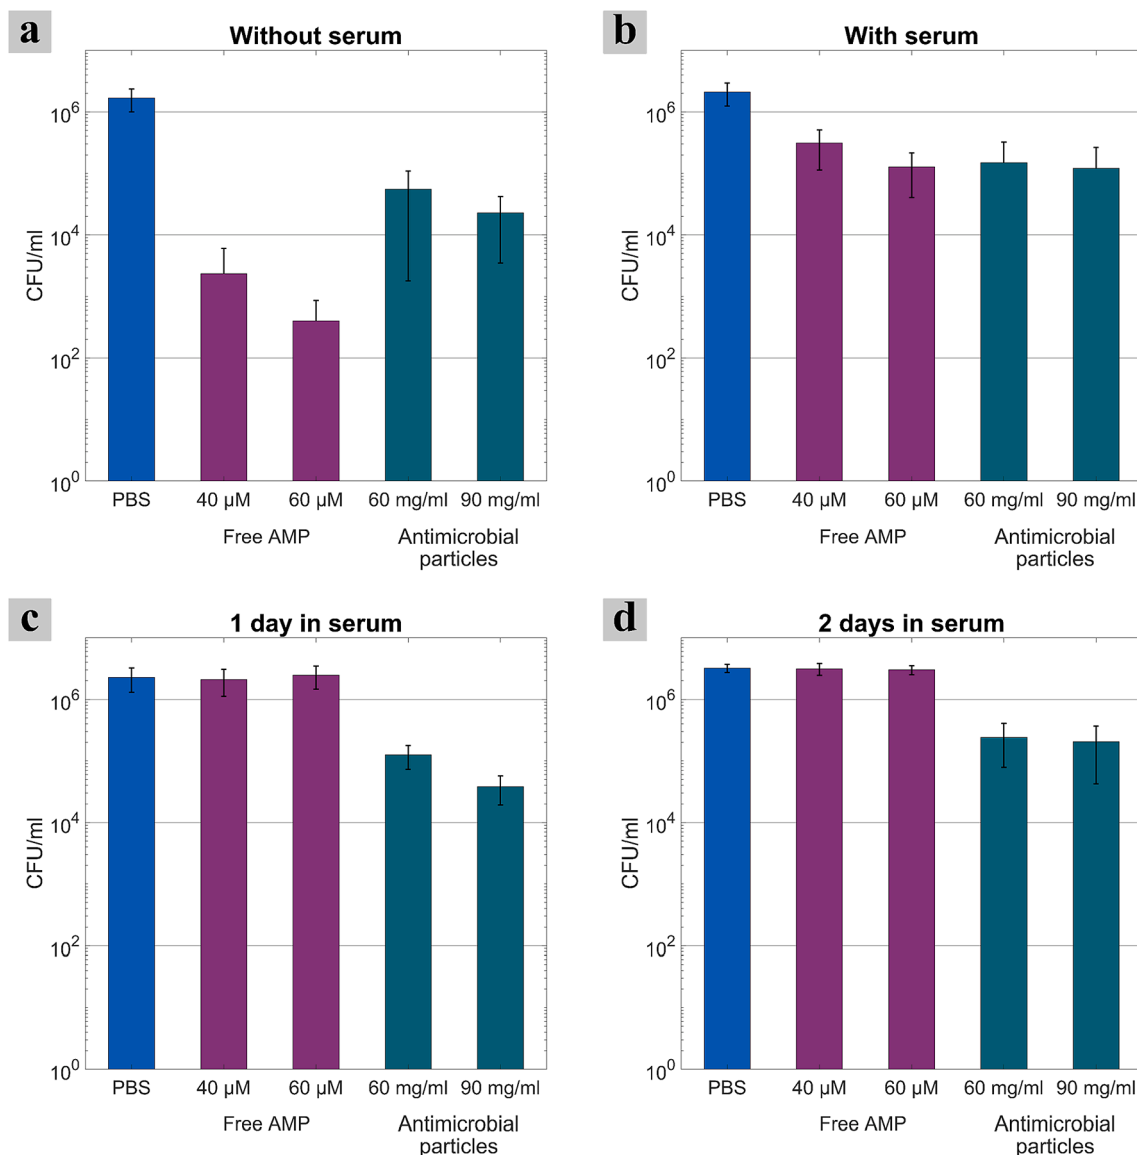 a
Without serum
CFU/ml
10^6
10^4
10^2
10^0
PBS 40 µM 60 µM 60 mg/ml 90 mg/ml
Free AMP Antimicrobial
particles
b
With serum
CFU/ml
10^6
10^4
10^2
10^0
PBS 40 µM 60 µM 60 mg/ml 90 mg/ml
Free AMP Antimicrobial
particles
c
1 day in serum
CFU/ml
10^6
10^4
10^2
10^0
PBS 40 µM 60 µM 60 mg/ml 90 mg/ml
Free AMP Antimicrobial
particles
d
2 days in serum
CFU/ml
10^6
10^4
10^2
10^0
PBS 40 µM 60 µM 60 mg/ml 90 mg/ml
Free AMP Antimicrobial
particles